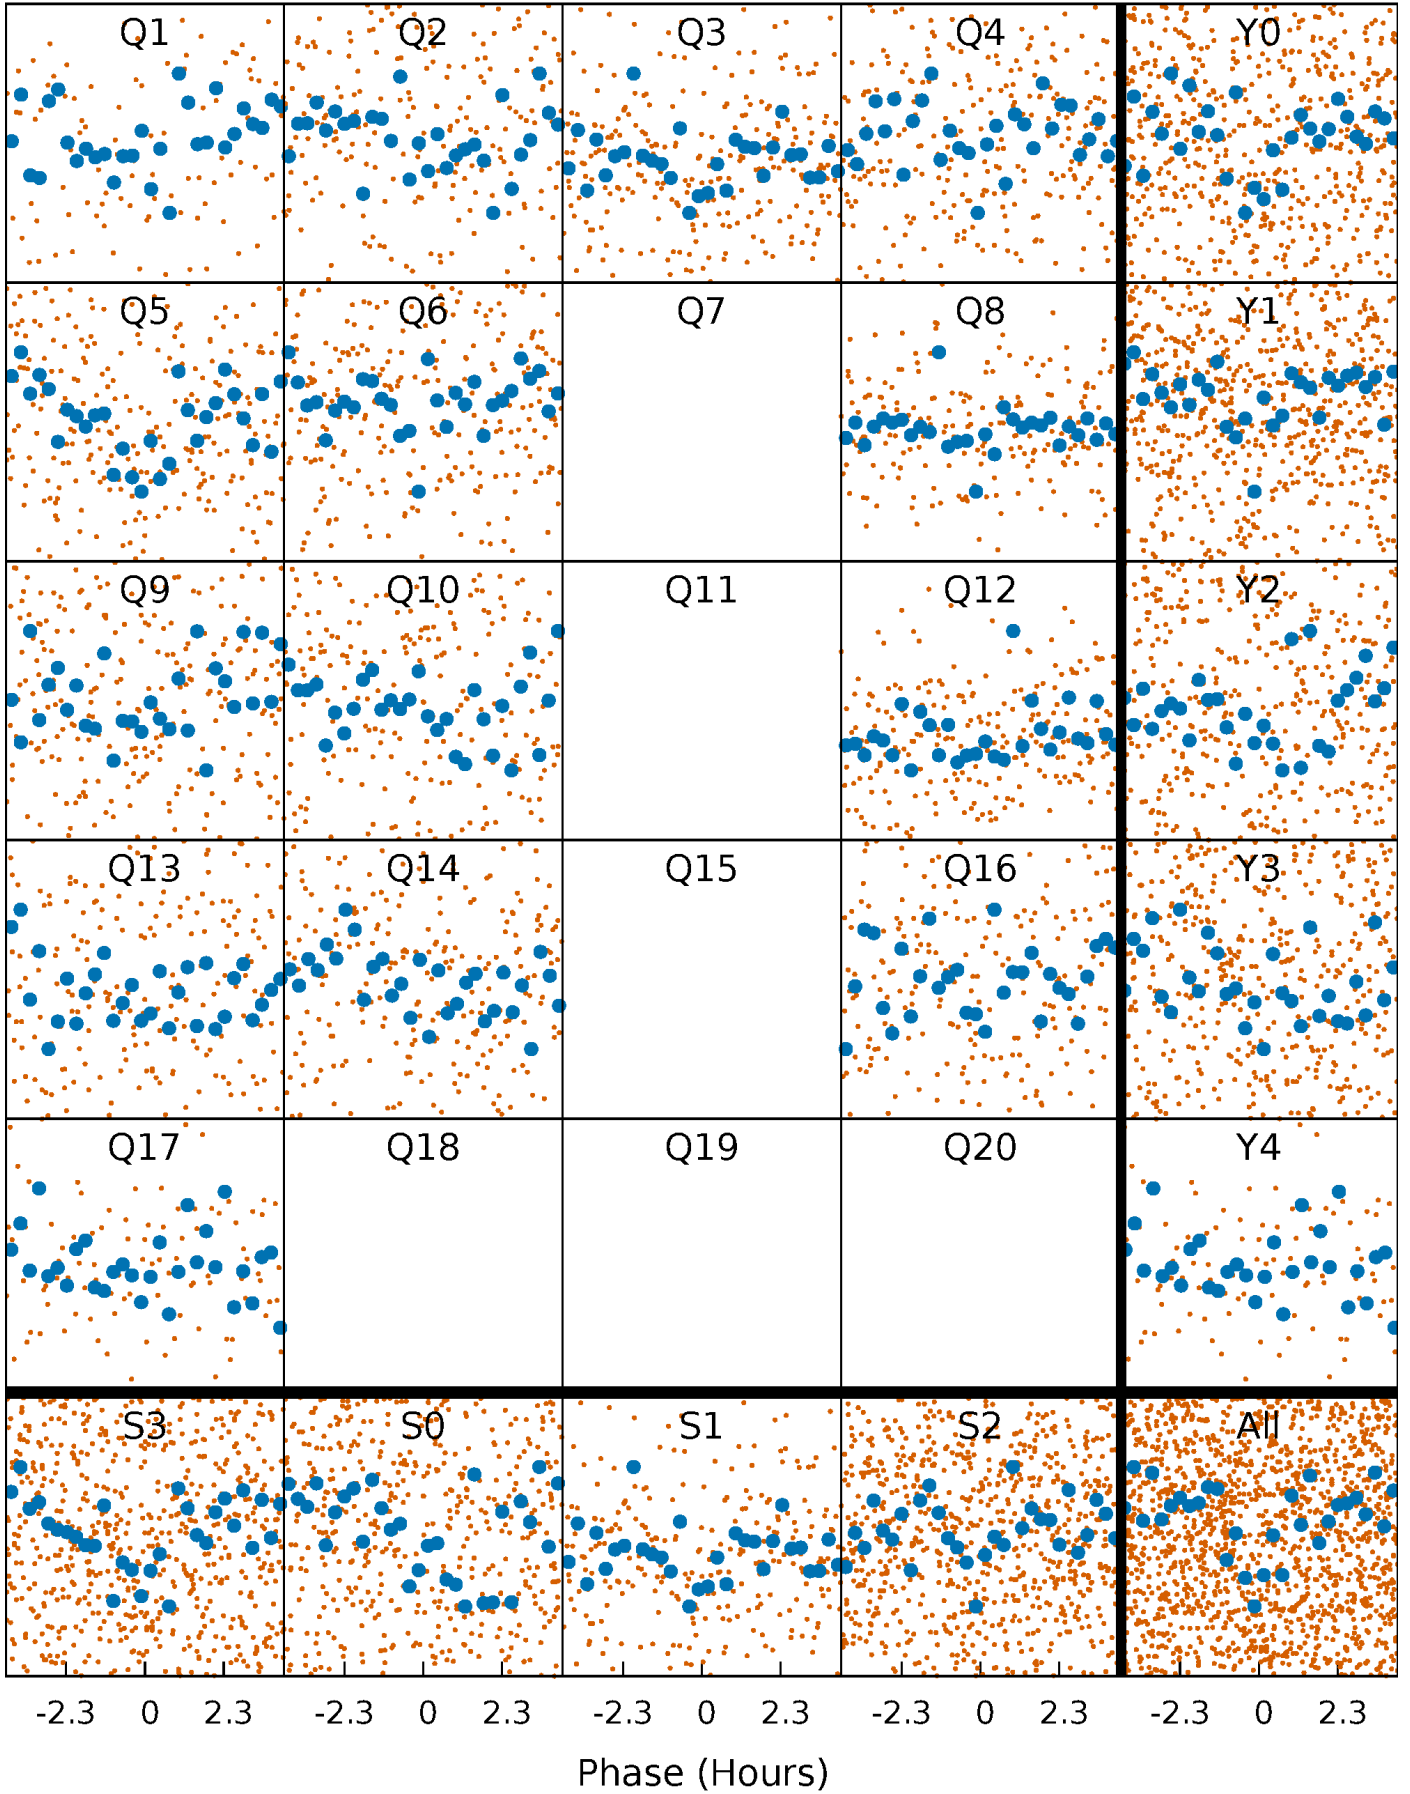 Q1 Q2 Q3 Q4 Y0
Q5 Q6 Q7 Q8 Y1
Q9 Q10 Q11 Q12 Y2
Q13 Q14 Q15 Q16 Y3
Q17 Q18 Q19 Q20 Y4
S3 S0 S1 S2 All
-2.3 0 2.3 -2.3 0 2.3 -2.3 0 2.3 -2.3 0 2.3 -2.3 0 2.3
Phase (Hours)